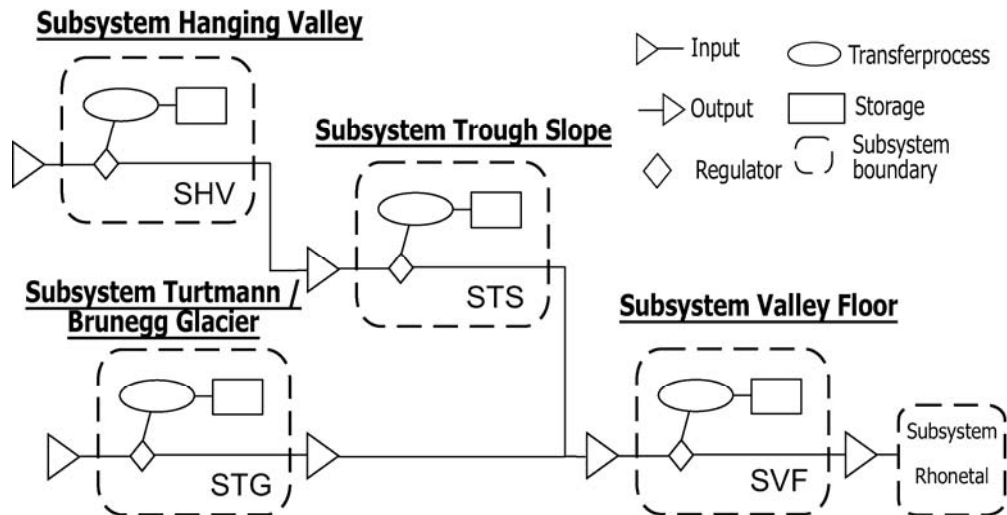 Subsystem Hanging Valley
SHV
Input
Transferprocess
Output
Storage
Regulator
Subsystem
boundary
Subsystem Trough Slope
STS
Subsystem Turtmann /
Brunegg Glacier
STG
Subsystem Valley Floor
SVF
Subsystem
Rhonetal